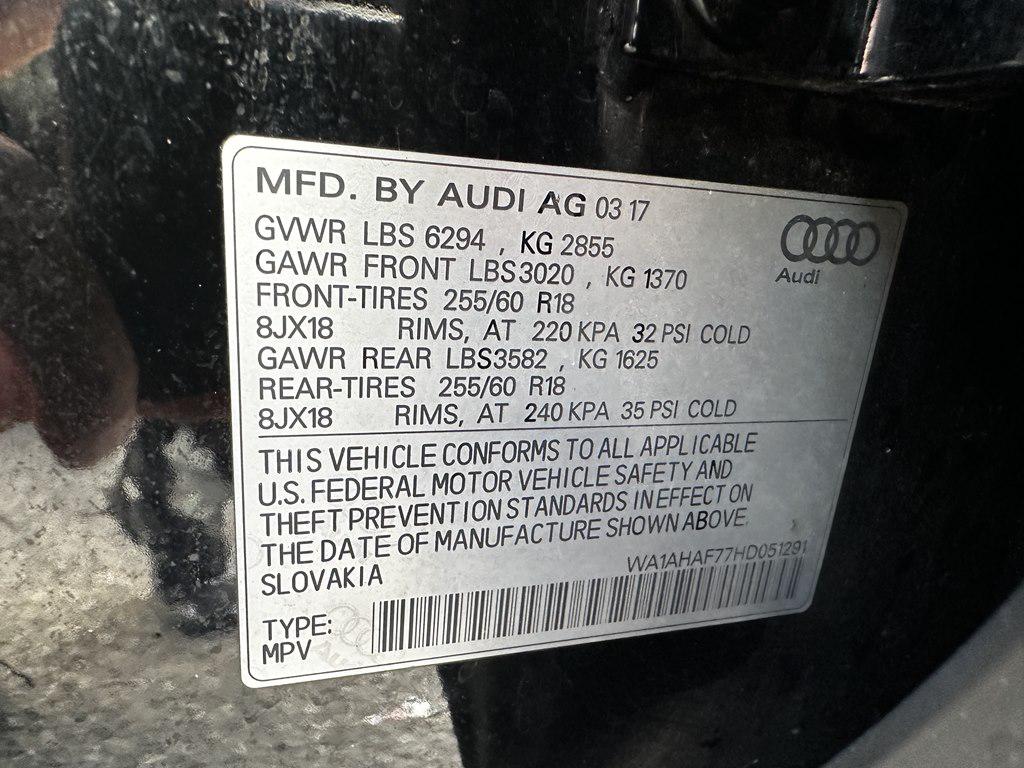 MFD. BY AUDI AG 03 17
GVWR LBS 6294 , KG 2855
GAWR FRONT LBS3020 , KG 1370
FRONT-TIRES 255/60 R18
8JX18 RIMS, AT 220 KPA 32 PSI COLD
GAWR REAR LBS3582 , KG 1625
REAR-TIRES 255/60 R18
8JX18 RIMS, AT 240 KPA 35 PSI COLD
Audi
THIS VEHICLE CONFORMS TO ALL APPLICABLE
U.S. FEDERAL MOTOR VEHICLE SAFETY AND
THEFT PREVENTION STANDARDS IN EFFECT ON
THE DATE OF MANUFACTURE SHOWN ABOVE.
SLOVAKIA
WA1AHAF77HD051291
TYPE:
MPV
Audi